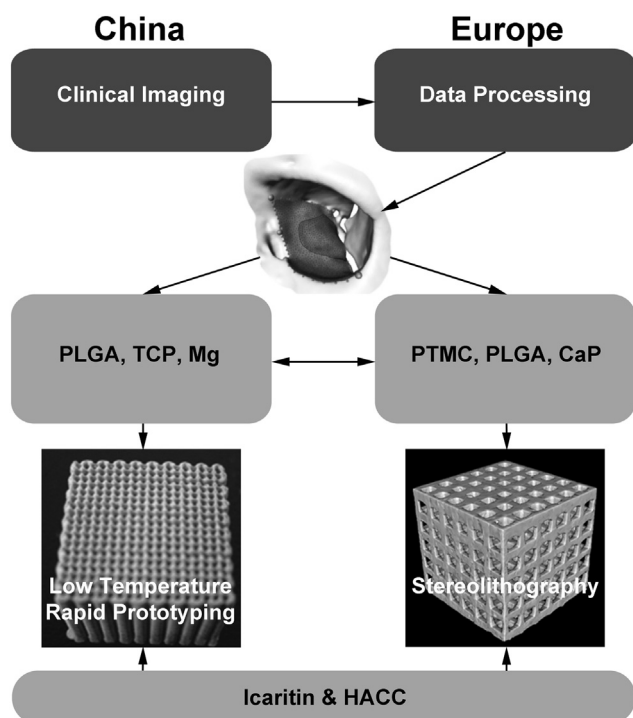 China
Europe
Clinical Imaging
Data Processing
PLGA, TCP, Mg
PTMC, PLGA, CaP
Low Temperature
Rapid Prototyping
Stereolithography
Icaritin & HACC